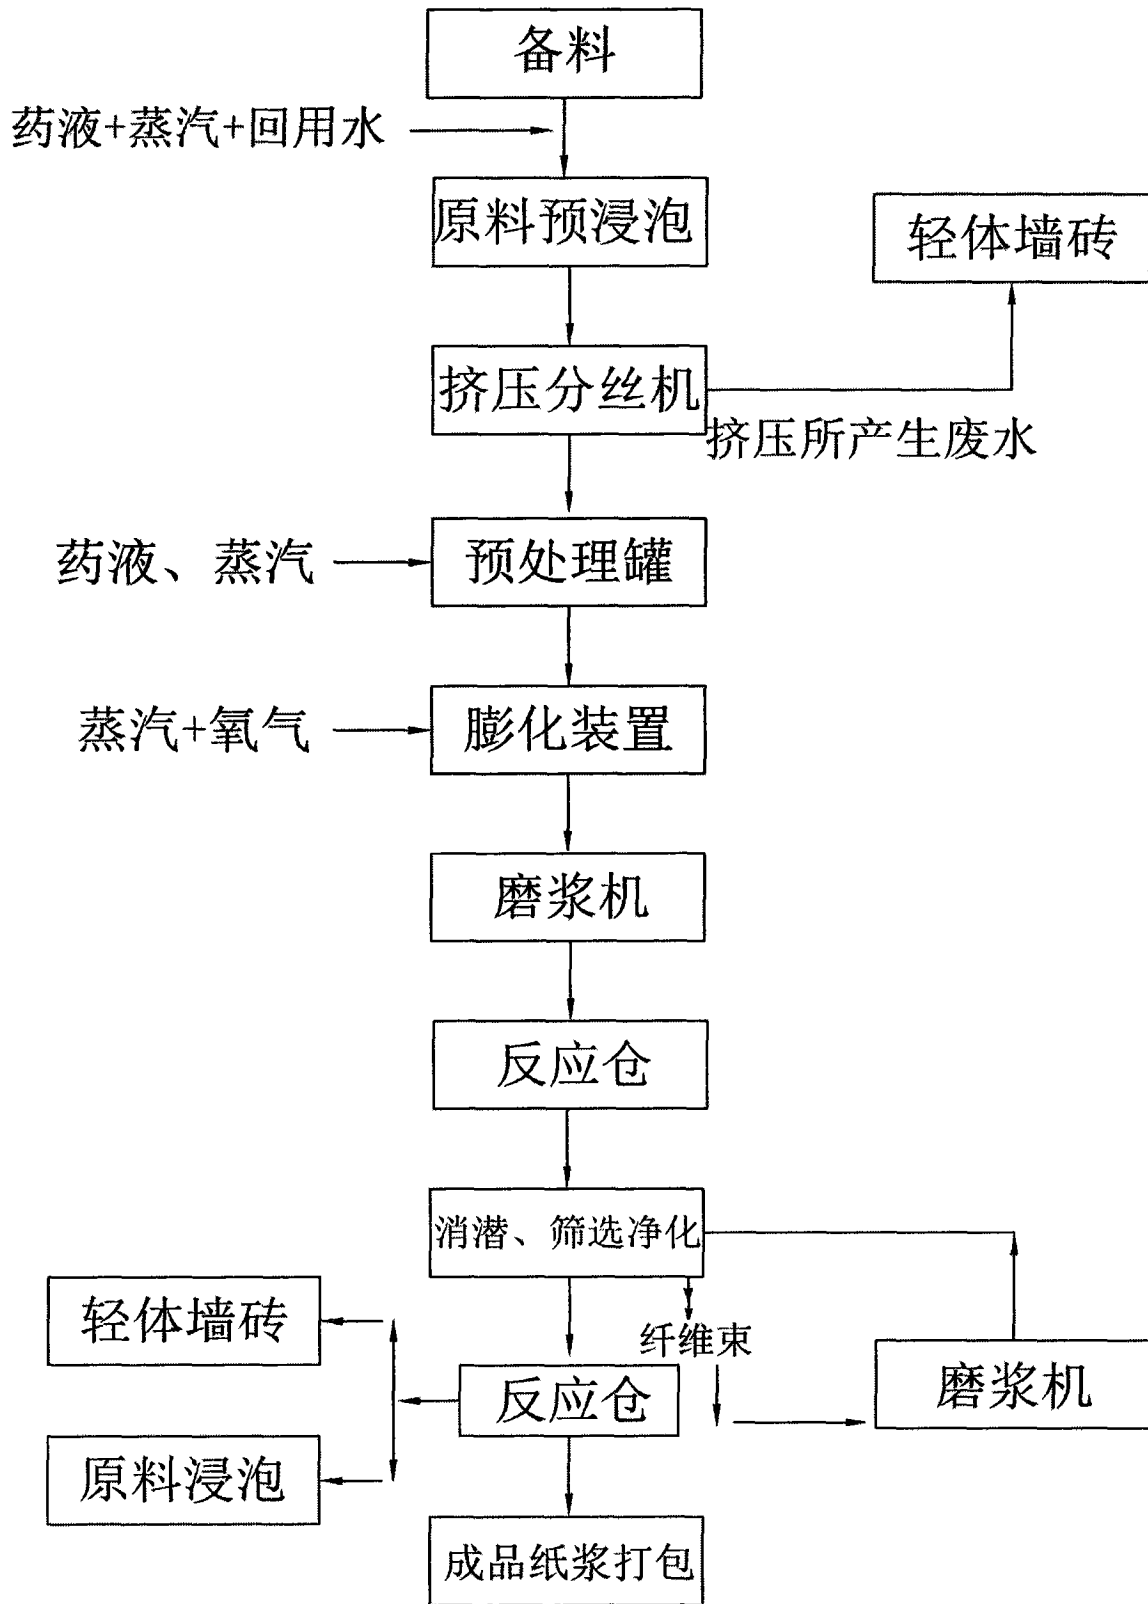 备料
药液+蒸汽+回用水
原料预浸泡
轻体墙砖
挤压分丝机
挤压所产生废水
药液、蒸汽
预处理罐
蒸汽+氧气
膨化装置
磨浆机
反应仓
消潜、筛选净化
轻体墙砖
纤维束
磨浆机
反应仓
原料浸泡
成品纸浆打包